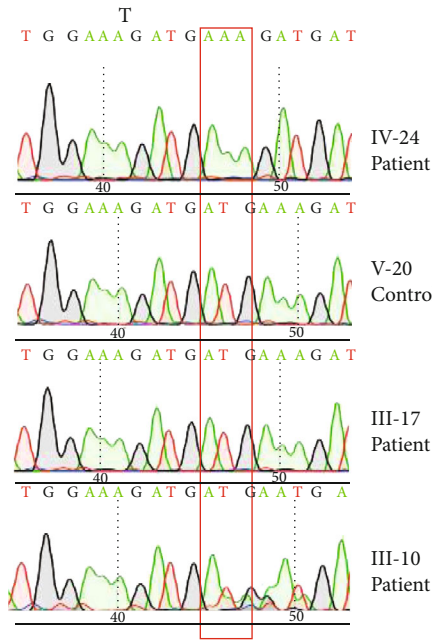 T
T G G A A A G A T G A A A G A T G A T
IV-24
Patient
40 50
T G G A A A G A T G A T G A A A G A T
V-20
Contro
40 50
T G G A A A G A T G A T G A A A G A T
III-17
Patient
40 50
T G G A A A G A T G A T G A A T G A
III-10
Patient
40 50